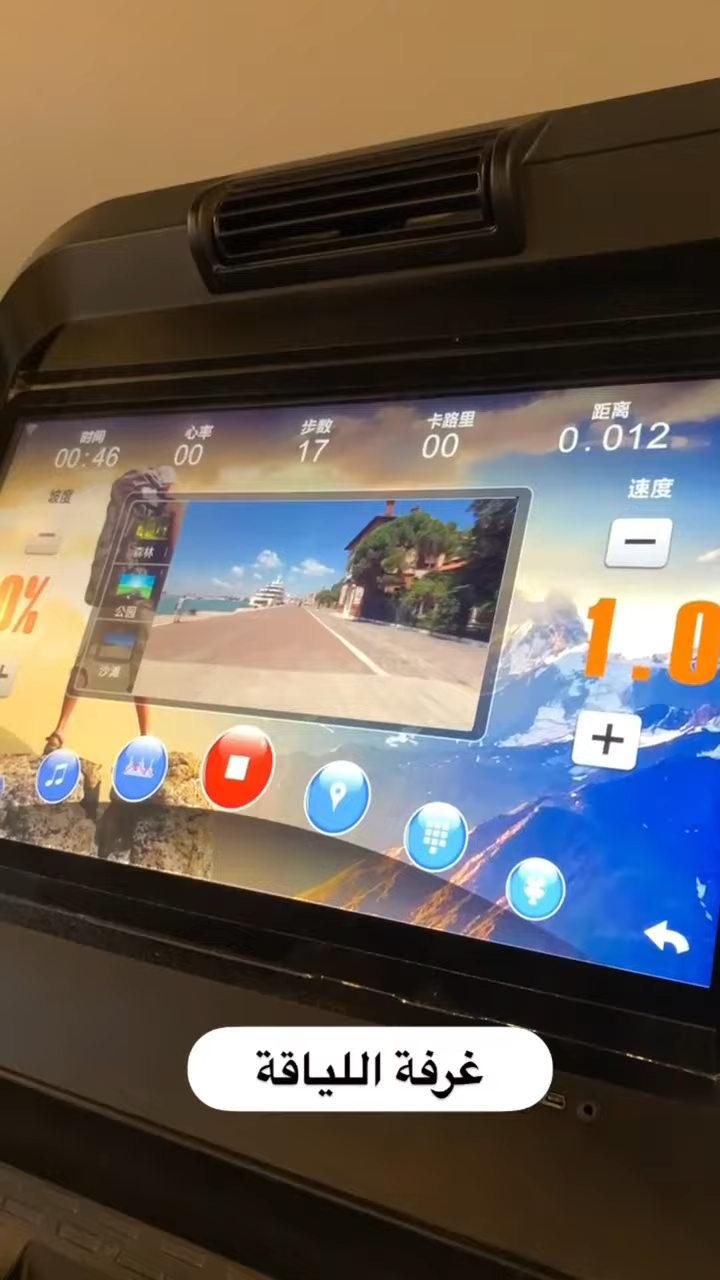 时间 心率 步数 卡路里 距离
00:46 00 17 00 0.012
坡度 速度
森林
公园
沙滩
0% 1.0
غرفة اللياقة